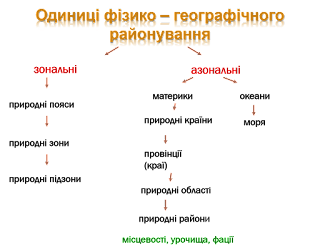 Одиниці фізико – географічного
районування
зональні
азональні
природні пояси
природні зони
природні підзони
материки
океани
природні країни
моря
провінції
(краї)
природні області
природні райони
місцевості, урочища, фації